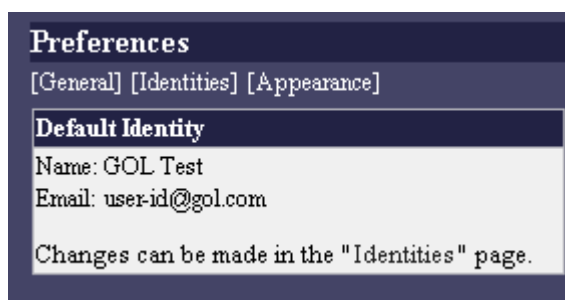 Preferences
[General] [Identities] [Appearance]
Default Identity
Name: GOL Test
Email: user-id@gol.com
Changes can be made in the "Identities" page.